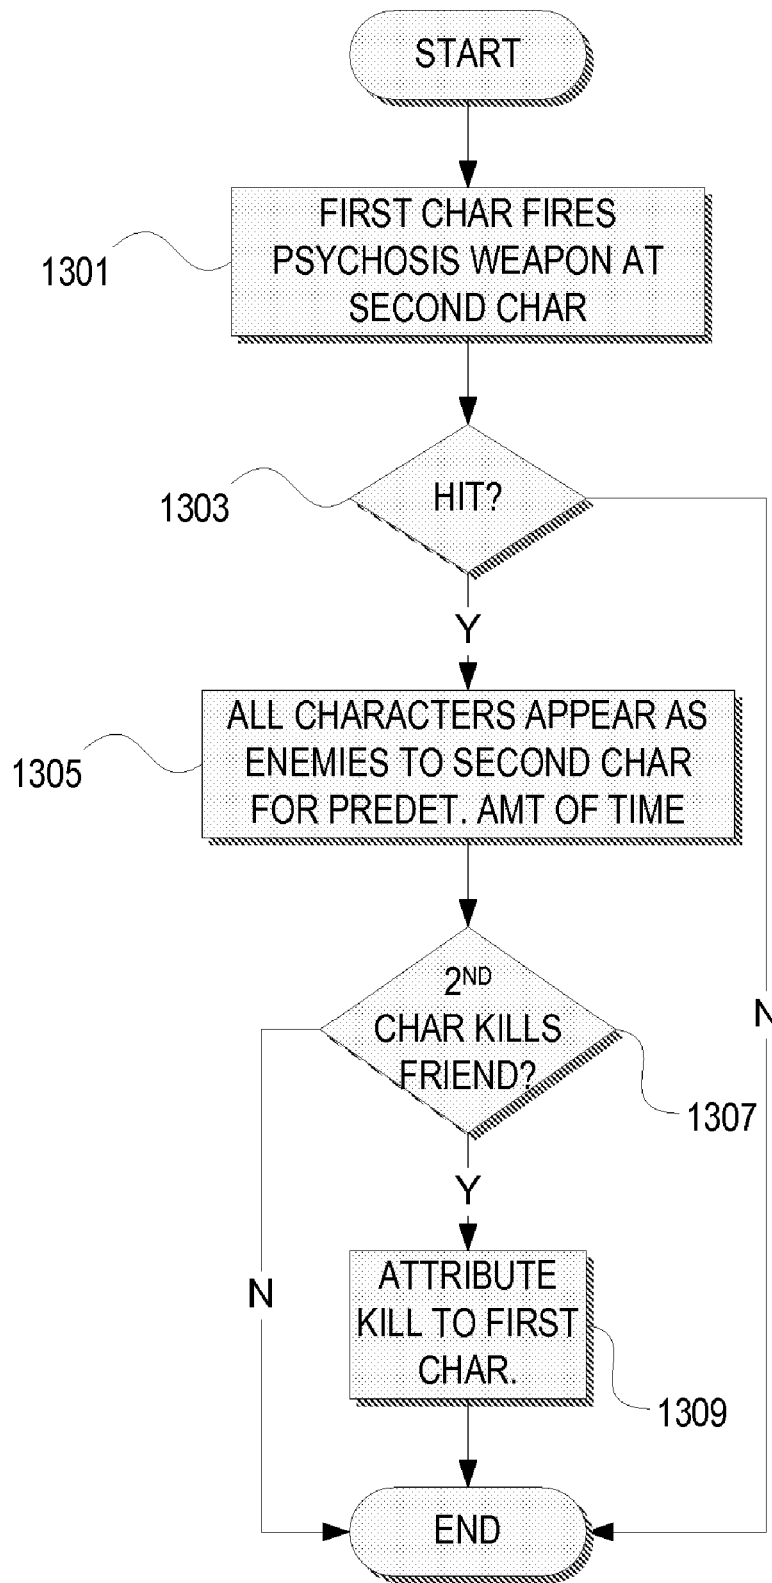 START
FIRST CHAR FIRES
PSYCHOSIS WEAPON AT
SECOND CHAR
1301
HIT?
1303
Y
ALL CHARACTERS APPEAR AS
ENEMIES TO SECOND CHAR
FOR PREDET. AMT OF TIME
1305
2ND
CHAR KILLS
FRIEND?
N
1307
Y
N
ATTRIBUTE
KILL TO FIRST
CHAR.
1309
END